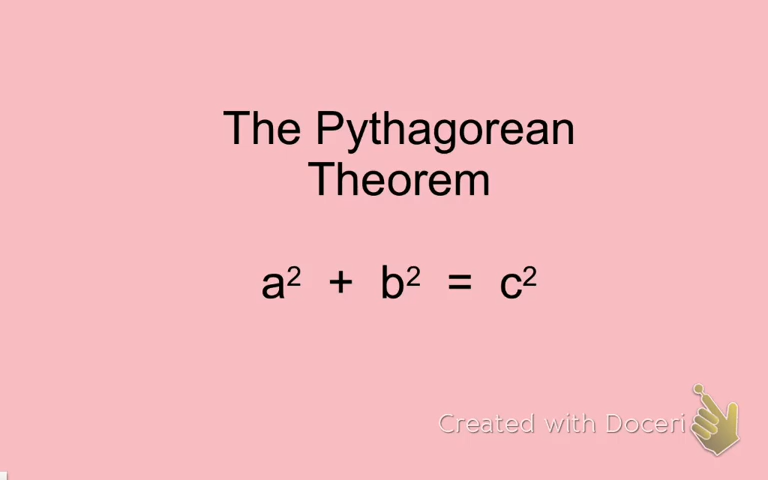 The Pythagorean
Theorem
a² + b² = c²
Created with Doceri